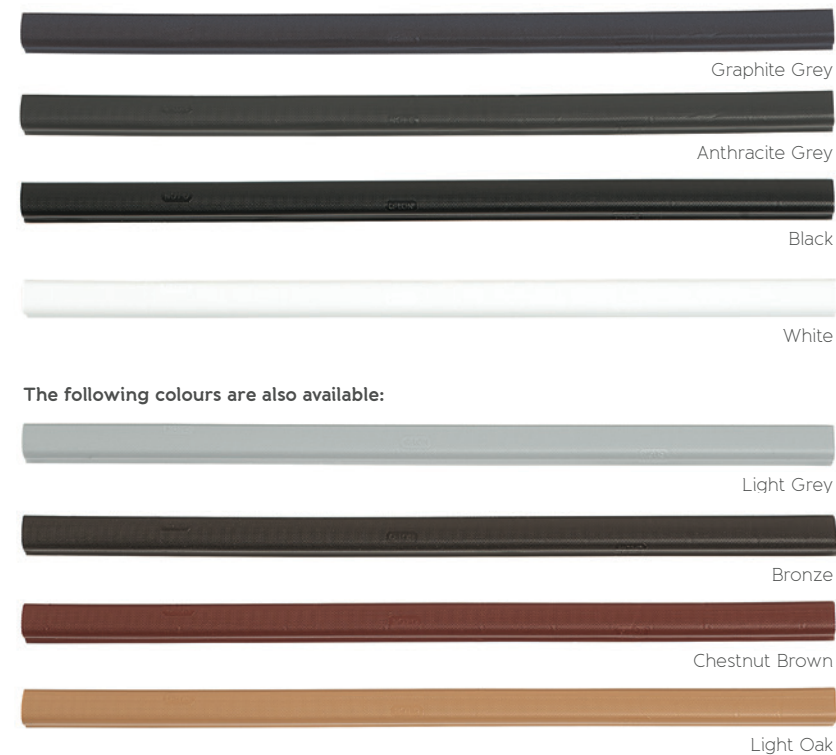 Graphite Grey
Anthracite Grey
Black
White
The following colours are also available:
Light Grey
Bronze
Chestnut Brown
Light Oak